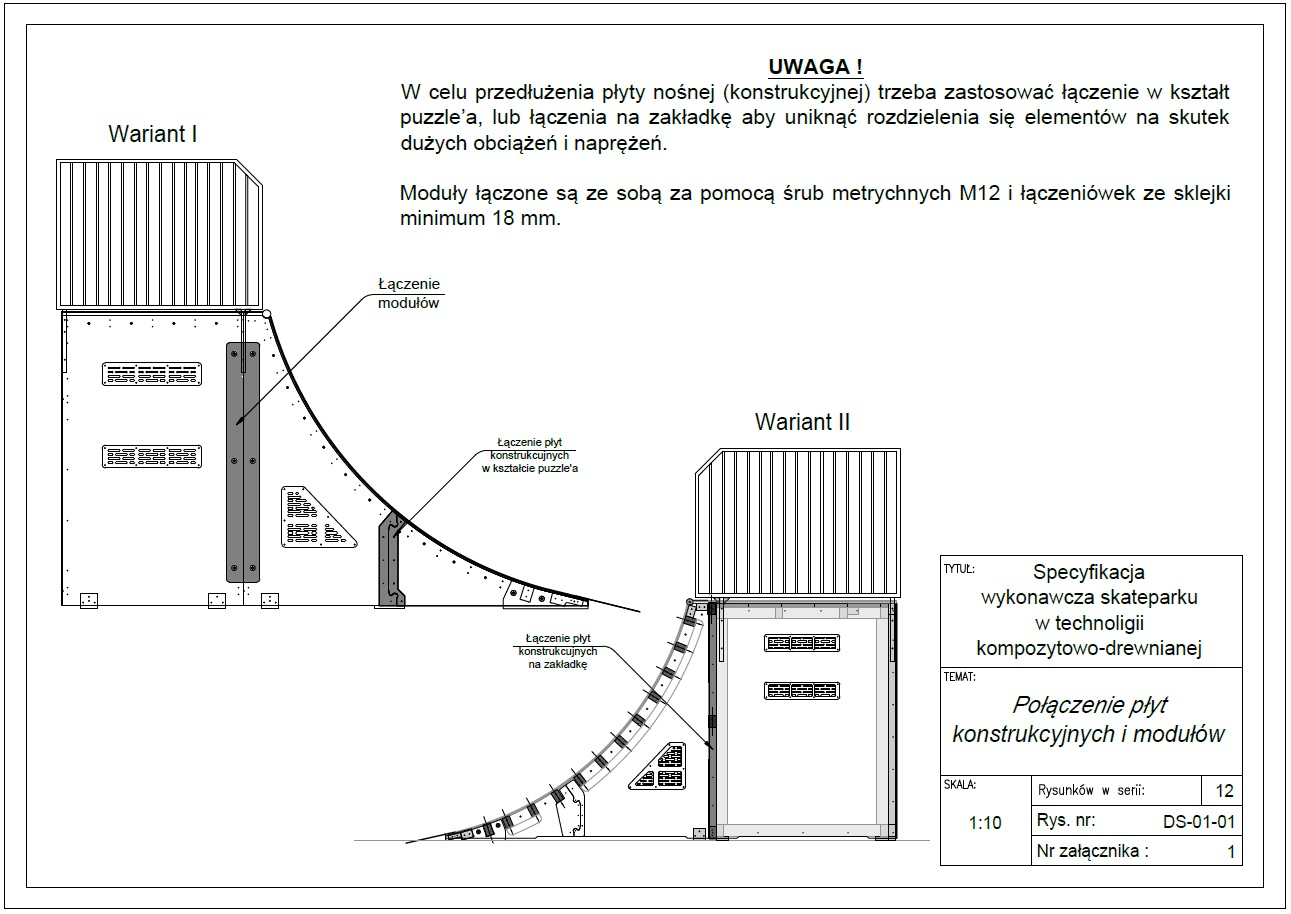 UWAGA !
W celu przedłużenia płyty nośnej (konstrukcyjnej) trzeba zastosować łączenie w kształt
puzzle'a, lub łączenia na zakładkę aby uniknąć rozdzielenia się elementów na skutek
dużych obciążeń i naprężeń.
Moduły łączone są ze sobą za pomocą śrub metrychnych M12 i łączeniówek ze sklejki
minimum 18 mm.
Wariant I
Łączenie
modułów
Łączenie płyt
konstrukcujnych
w kształcie puzzle'a
Wariant II
Łączenie płyt
konstrukcujnych
na zakładkę
TYTUŁ:
Specyfikacja
wykonawcza skateparku
w technoligii
kompozytowo-drewnianej
TEMAT:
Połączenie płyt
konstrukcyjnych i modułów
SKALA:
1:10
Rysunków w serii: 12
Rys. nr: DS-01-01
Nr załącznika : 1